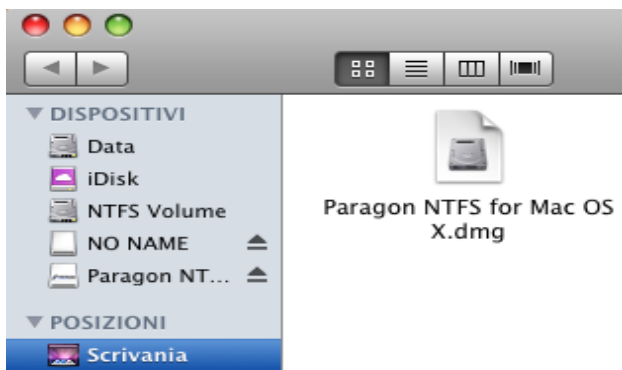 DISPOSITIVI
Data
iDisk
NTFS Volume
NO NAME
Paragon NT...
POSIZIONI
Scrivania
Paragon NTFS for Mac OS
X.dmg